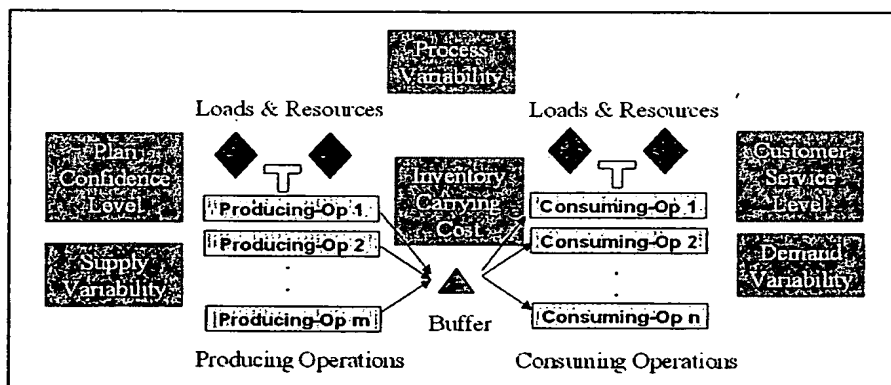 Process
Variability
Loads & Resources
Loads & Resources
Plan
Confidence
Level
Inventory
Carrying
Cost
Customer
Service
Level
Producing-Op 1
Consuming-Op 1
Producing-Op 2
Consuming-Op 2
Supply
Variability
Demand
Variability
Producing-Op m
Buffer
Consuming-Op n
Producing Operations
Consuming Operations